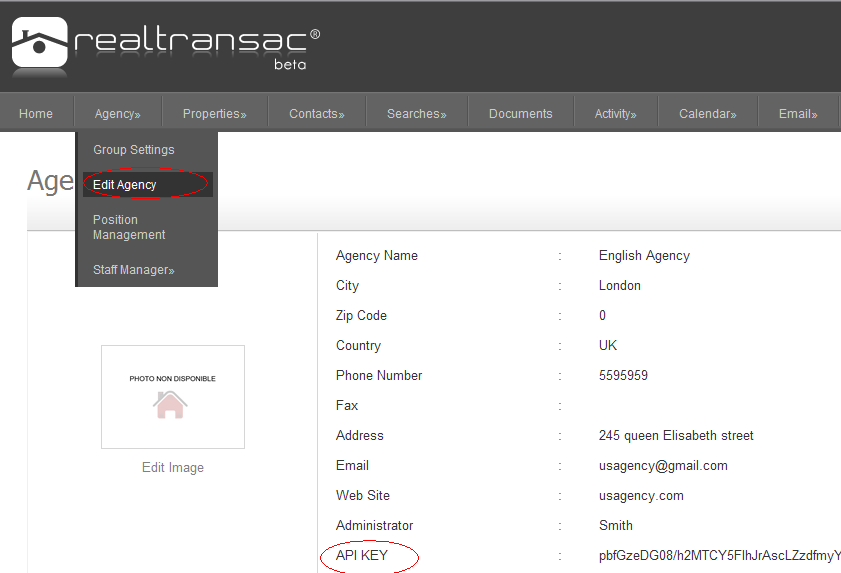 realtransac®
beta
Home Agency» Properties» Contacts» Searches» Documents Activity» Calendar» Email»
Group Settings
Edit Agency
Position
Management
Staff Manager»
Age
PHOTO NON DISPONIBLE
Edit Image
Agency Name : English Agency
City : London
Zip Code : 0
Country : UK
Phone Number : 5595959
Fax :
Address : 245 queen Elisabeth street
Email : usagency@gmail.com
Web Site : usagency.com
Administrator : Smith
API KEY : pbfGzeDG08/h2MTCY5FIhJrAscLZzdfmyY